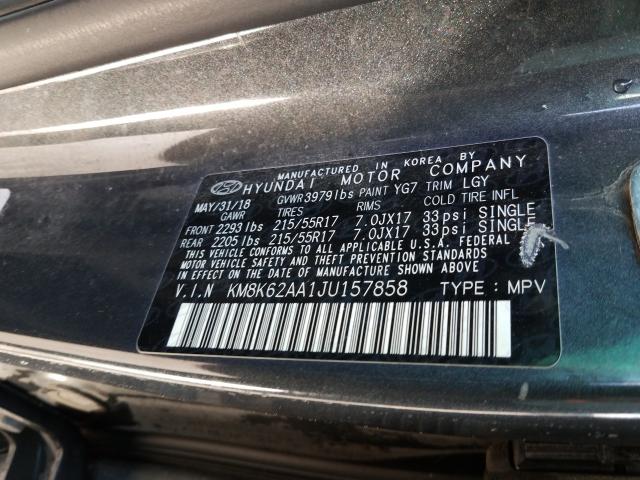 MANUFACTURED IN KOREA BY
HYUNDAI MOTOR COMPANY
MAY/31/18 GVWR 3979lbs PAINT YG7 TRIM LGY
GAWR TIRES RIMS COLD TIRE INFL
FRONT 2293lbs 215/55R17 7.0JX17 33psi SINGLE
REAR 2205lbs 215/55R17 7.0JX17 33psi SINGLE
THIS VEHICLE CONFORMS TO ALL APPLICABLE U.S.A. FEDERAL
MOTOR VEHICLE SAFETY AND THEFT PREVENTION STANDARDS
IN EFFECT ON THE DATE OF MANUFACTURE SHOWN ABOVE.
V.I.N KM8K62AA1JU157858 TYPE : MPV